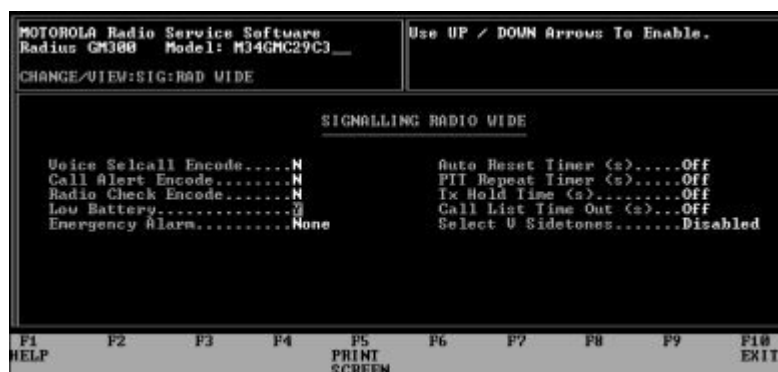 MOTOROLA Radio Service Software
Radius GM300 Model: M34GMC29C3__
CHANGE/VIEW:SIG:RAD WIDE
Use UP / DOWN Arrows To Enable.
SIGNALLING RADIO WIDE
Voice Selcall Encode.....N
Call Alert Encode........N
Radio Check Encode.......N
Low Battery..............Y
Emergency Alarm..........None
Auto Reset Timer (s).....Off
PTT Repeat Timer (s).....Off
Tx Hold Time (s).........Off
Call List Time Out (s)...Off
Select V Sidetones.......Disabled
F1 F2 F3 F4 F5 F6 F7 F8 F9 F10
HELP PRINT SCREEN EXIT